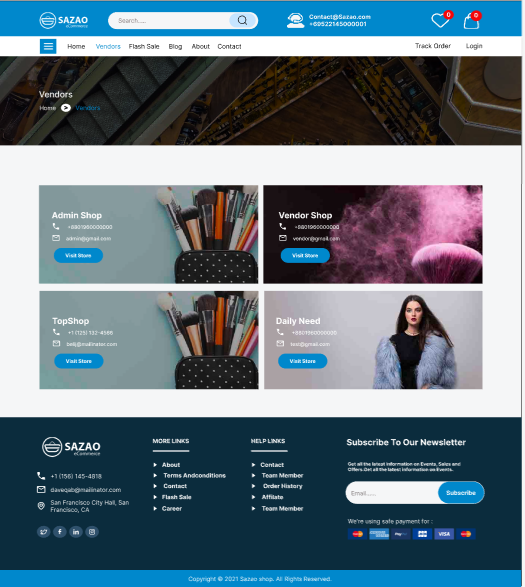 SAZAO
eCommerce
Search.....
Contact@Sazao.com
+69522145000001
0
0
Home
Vendors
Flash Sale
Blog
About
Contact
Track Order
Login
Vendors
Home > Vendors
Admin Shop
+8801960000000
admin@gmail.com
Visit Store
Vendor Shop
+8801960000000
vendor@gmail.com
Visit Store
TopShop
+1 (125) 132-4586
belij@mailinator.com
Visit Store
Daily Need
+8801960000000
text@gmail.com
Visit Store
SAZAO
eCommerce
+1 (156) 145-4818
daveqab@mailiinator.com
San Francisco City Hall, San
Francisco, CA
MORE LINKS
About
Terms Andconditions
Contact
Flash Sale
Career
HELP LINKS
Contact
Team Member
Order History
Affilate
Team Member
Subscribe To Our Newsletter
Get all the latest information on Events, Sales and
Offers.Get all the latest information on Events.
Email......
Subscribe
We're using safe payment for :
VISA
Copyright © 2021 Sazao shop. All Rights Reserved.